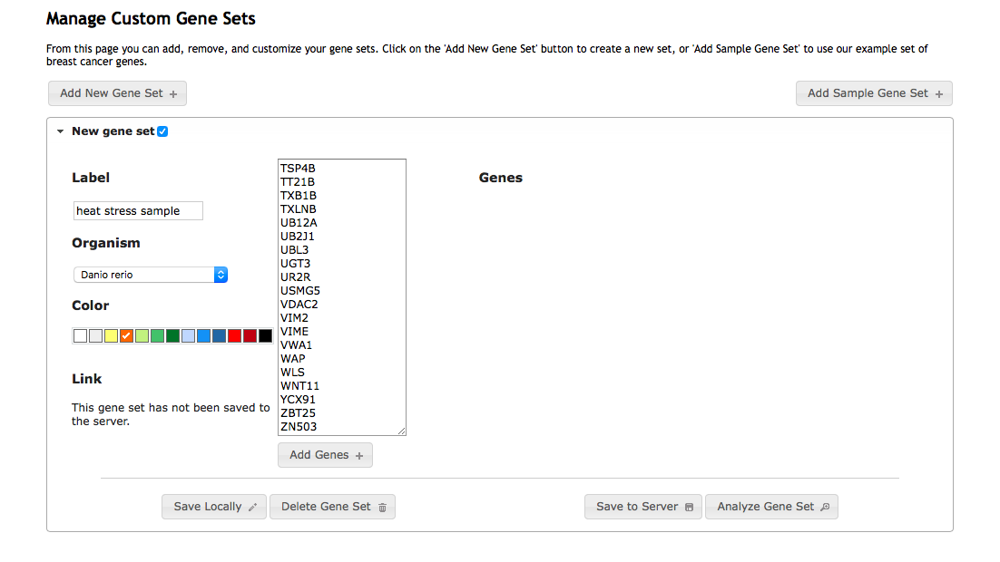 Manage Custom Gene Sets
From this page you can add, remove, and customize your gene sets. Click on the 'Add New Gene Set' button to create a new set, or 'Add Sample Gene Set' to use our example set of
breast cancer genes.
Add New Gene Set +
Add Sample Gene Set +
New gene set
Label
heat stress sample
Organism
Danio rerio
Color
Link
This gene set has not been saved to
the server.
TSP4B
TT21B
TXB1B
TXLNB
UB12A
UB2J1
UBL3
UGT3
UR2R
USMG5
VDAC2
VIM2
VIME
VWA1
WAP
WLS
WNT11
YCX91
ZBT25
ZN503
Add Genes +
Genes
Save Locally
Delete Gene Set
Save to Server
Analyze Gene Set